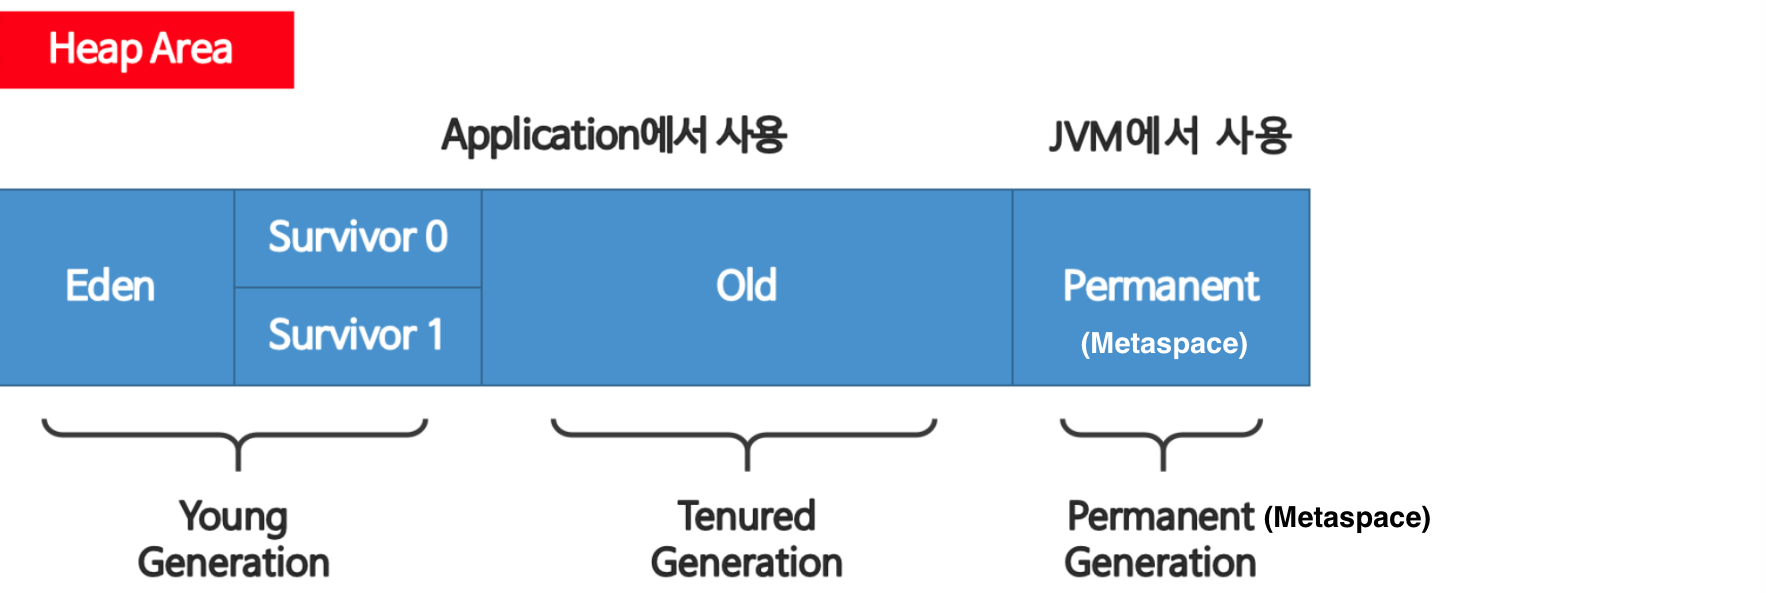 Heap Area
Application에서 사용
JVM에서 사용
Eden
Survivor 0
Survivor 1
Old
Permanent
(Metaspace)
Young
Generation
Tenured
Generation
Permanent (Metaspace)
Generation